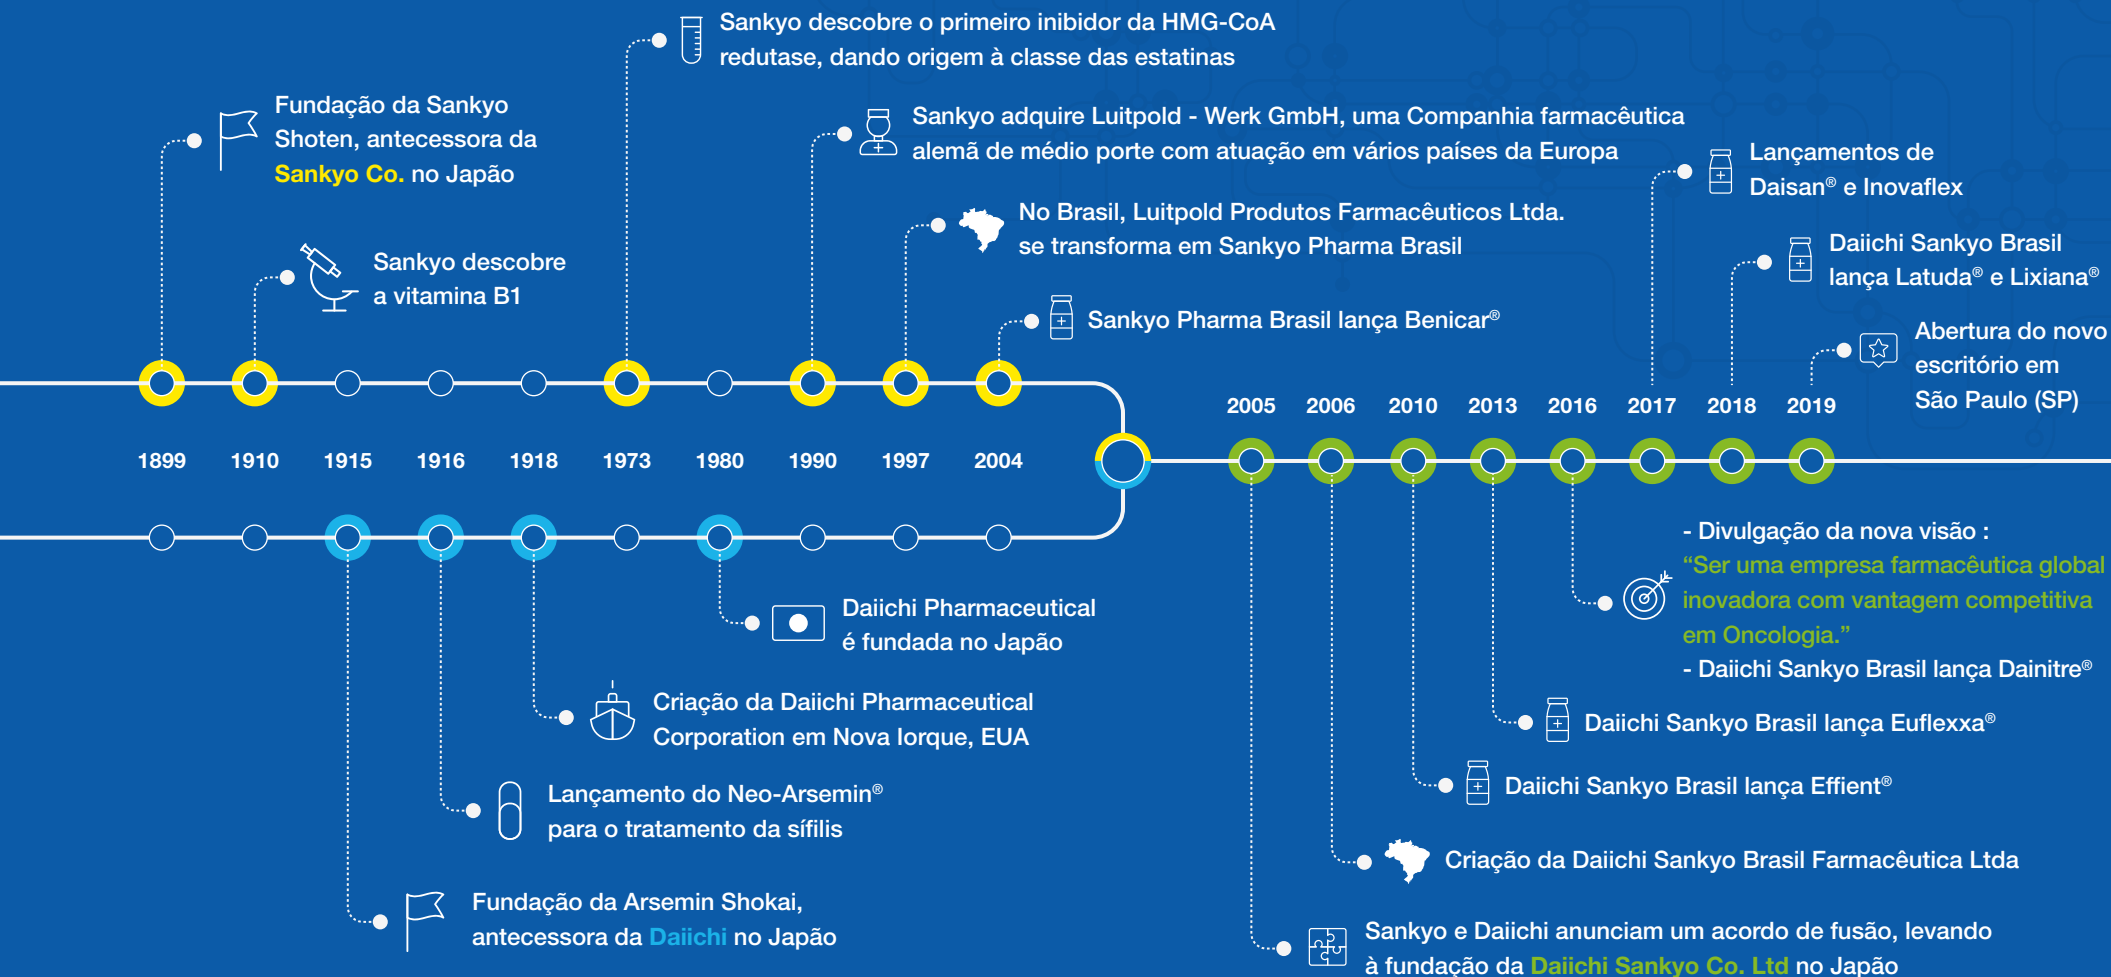 Sankyo descobre o primeiro inibidor da HMG-CoA
redutase, dando origem à classe das estatinas
Fundação da Sankyo
Shoten, antecessora da
Sankyo Co. no Japão
Sankyo adquire Luitpold - Werk GmbH, uma Companhia farmacêutica
alemã de médio porte com atuação em vários países da Europa
Lançamentos de
Daisan® e Inovaflex
No Brasil, Luitpold Produtos Farmacêuticos Ltda.
se transforma em Sankyo Pharma Brasil
Sankyo descobre
a vitamina B1
Daiichi Sankyo Brasil
lança Latuda® e Lixiana®
Sankyo Pharma Brasil lança Benicar®
Abertura do novo
escritório em
São Paulo (SP)
2005 2006 2010 2013 2016 2017 2018 2019
1899 1910 1915 1916 1918 1973 1980 1990 1997 2004
- Divulgação da nova visão :
“Ser uma empresa farmacêutica global
inovadora com vantagem competitiva
em Oncologia.”
- Daiichi Sankyo Brasil lança Dainitre®
Daiichi Pharmaceutical
é fundada no Japão
Criação da Daiichi Pharmaceutical
Corporation em Nova Iorque, EUA
Daiichi Sankyo Brasil lança Euflexxa®
Lançamento do Neo-Arsemin®
para o tratamento da sífilis
Daiichi Sankyo Brasil lança Effient®
Criação da Daiichi Sankyo Brasil Farmacêutica Ltda
Fundação da Arsemin Shokai,
antecessora da Daiichi no Japão
Sankyo e Daiichi anunciam um acordo de fusão, levando
à fundação da Daiichi Sankyo Co. Ltd no Japão